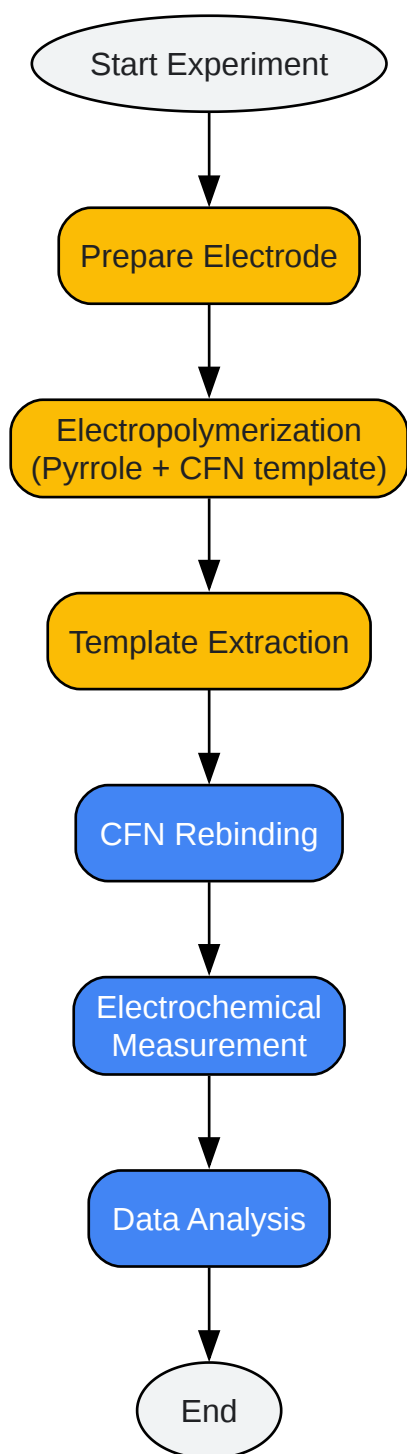 Start Experiment
Prepare Electrode
Electropolymerization
(Pyrrole + CFN template)
Template Extraction
CFN Rebinding
Electrochemical
Measurement
Data Analysis
End